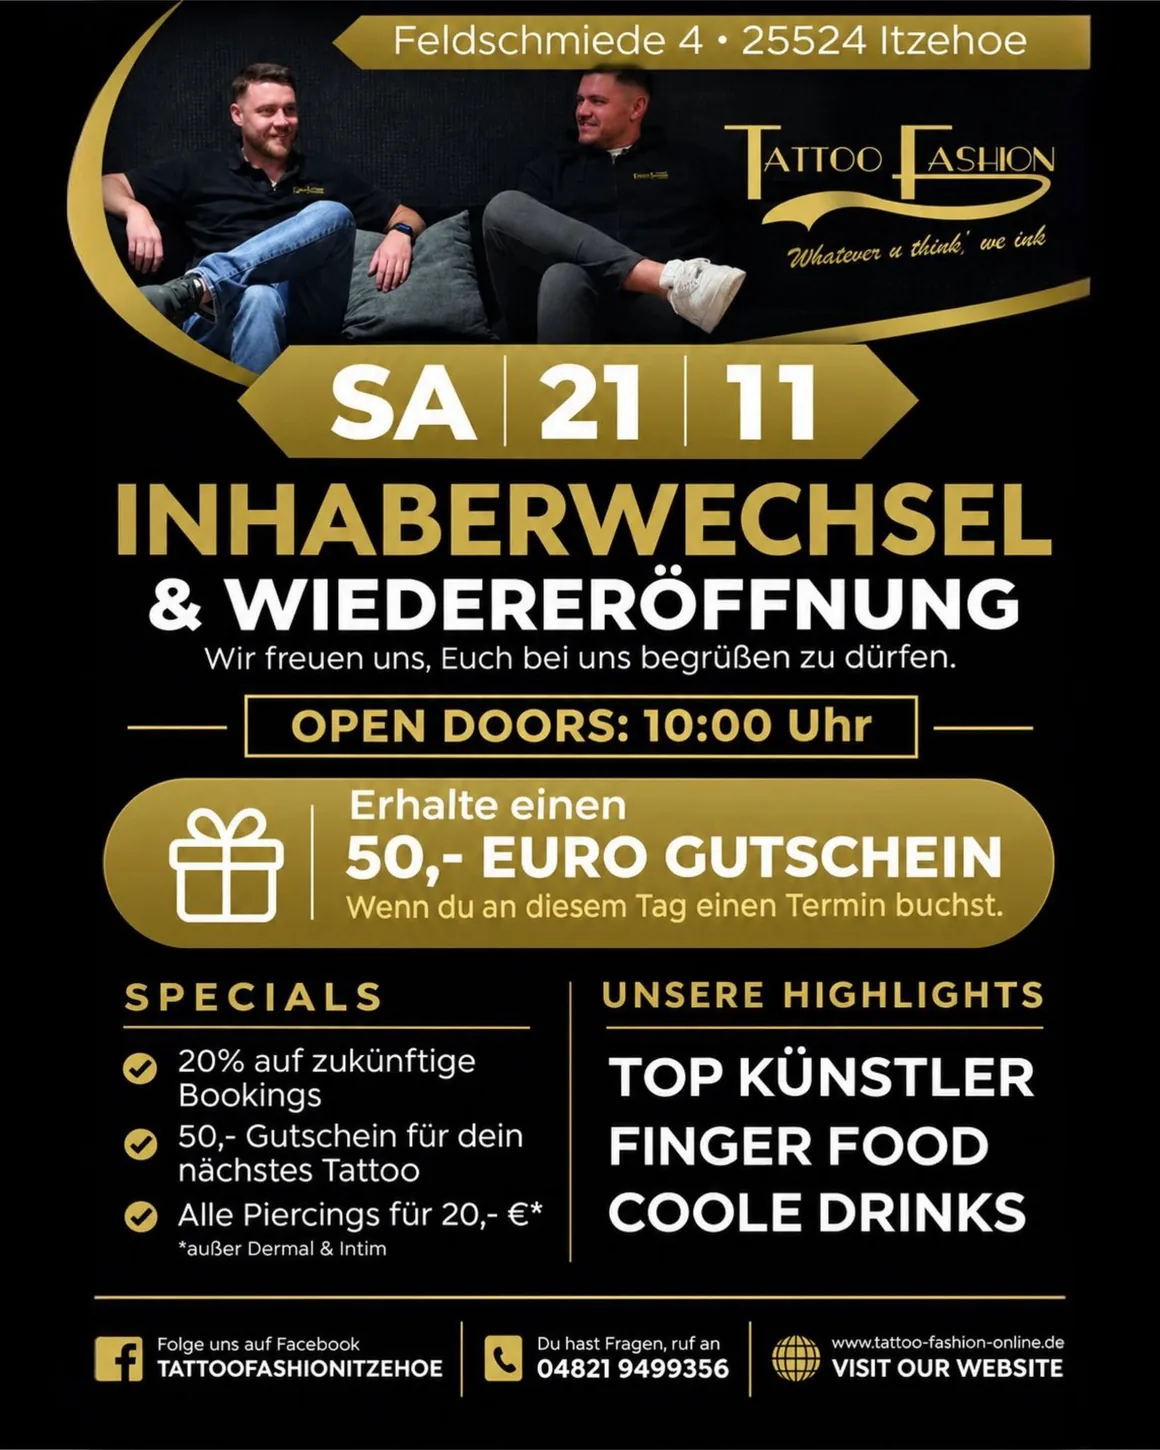 Feldschmiede 4 • 25524 Itzehoe
TATTOO FASHION
Whatever u think, we ink
SA | 21 | 11
INHABERWECHSEL
& WIEDERERÖFFNUNG
Wir freuen uns, Euch bei uns begrüßen zu dürfen.
OPEN DOORS: 10:00 Uhr
Erhalte einen
50,- EURO GUTSCHEIN
Wenn du an diesem Tag einen Termin buchst.
SPECIALS
20% auf zukünftige
Bookings
50,- Gutschein für dein
nächstes Tattoo
Alle Piercings für 20,- €*
*außer Dermal & Intim
UNSERE HIGHLIGHTS
TOP KÜNSTLER
FINGER FOOD
COOLE DRINKS
Folge uns auf Facebook
TATTOOFASHIONITZEHOE
Du hast Fragen, ruf an
04821 9499356
www.tattoo-fashion-online.de
VISIT OUR WEBSITE